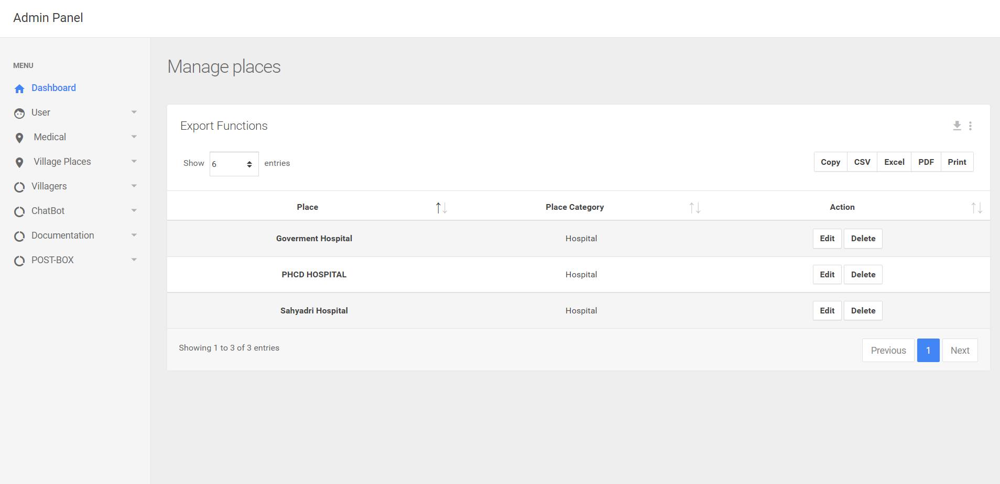 Admin Panel
MENU
Dashboard
User
Medical
Village Places
Villagers
ChatBot
Documentation
POST-BOX
Manage places
Export Functions
Show 6 entries
Copy CSV Excel PDF Print
Place Place Category Action
Goverment Hospital Hospital Edit Delete
PHCD HOSPITAL Hospital Edit Delete
Sahyadri Hospital Hospital Edit Delete
Showing 1 to 3 of 3 entries
Previous 1 Next